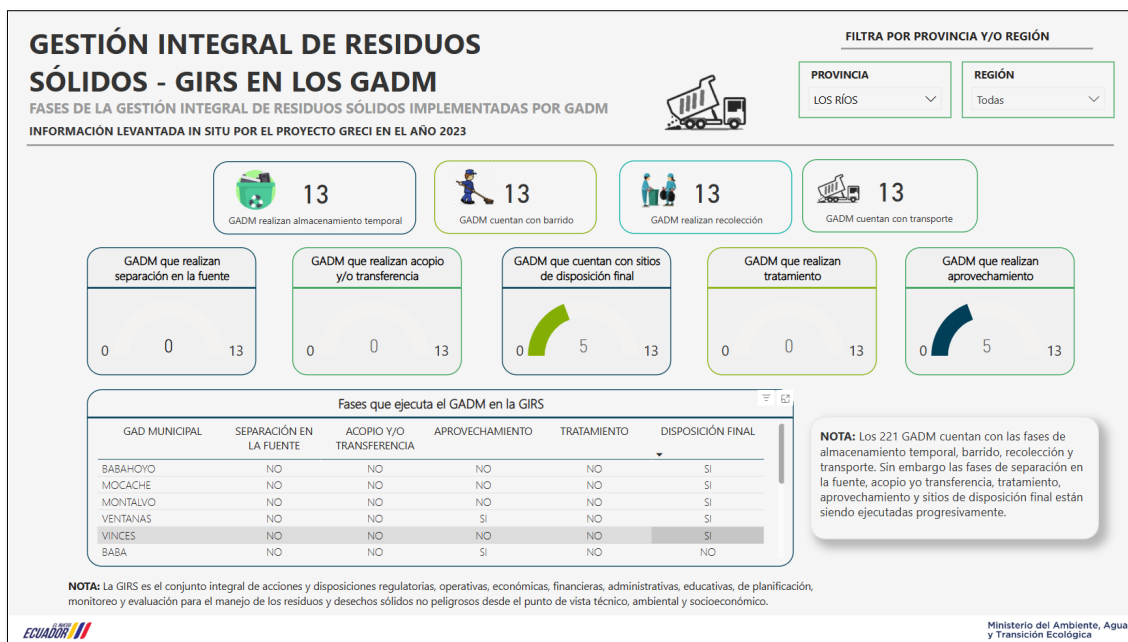 GESTIÓN INTEGRAL DE RESIDUOS
SÓLIDOS - GIRS EN LOS GADM
FASES DE LA GESTIÓN INTEGRAL DE RESIDUOS SÓLIDOS IMPLEMENTADAS POR GADM
INFORMACIÓN LEVANTADA IN SITU POR EL PROYECTO GRECI EN EL AÑO 2023
FILTRA POR PROVINCIA Y/O REGIÓN
PROVINCIA
LOS RÍOS
REGIÓN
Todas
13
GADM realizan almacenamiento temporal
13
GADM cuentan con barrido
13
GADM realizan recolección
13
GADM cuentan con transporte
GADM que realizan
separación en la fuente
0 0 13
GADM que realizan acopio
y/o transferencia
0 0 13
GADM que cuentan con sitios
de disposición final
0 5 13
GADM que realizan
tratamiento
0 0 13
GADM que realizan
aprovechamiento
0 5 13
Fases que ejecuta el GADM en la GIRS
GAD MUNICIPAL SEPARACIÓN EN LA FUENTE ACOPIO Y/O TRANSFERENCIA APROVECHAMIENTO TRATAMIENTO DISPOSICIÓN FINAL
BABAHOYO NO NO NO NO SI
MOCACHE NO NO NO NO SI
MONTALVO NO NO NO NO SI
VENTANAS NO NO SI NO SI
VINCES NO NO NO NO SI
BABA NO NO SI NO NO
NOTA: Los 221 GADM cuentan con las fases de
almacenamiento temporal, barrido, recolección y
transporte. Sin embargo las fases de separación en
la fuente, acopio yo transferencia, tratamiento,
aprovechamiento y sitios de disposición final están
siendo ejecutadas progresivamente.
NOTA: La GIRS es el conjunto integral de acciones y disposiciones regulatorias, operativas, económicas, financieras, administrativas, educativas, de planificación,
monitoreo y evaluación para el manejo de los residuos y desechos sólidos no peligrosos desde el punto de vista técnico, ambiental y socioeconómico.
EL NUEVO
ECUADOR
Ministerio del Ambiente, Agua
y Transición Ecológica